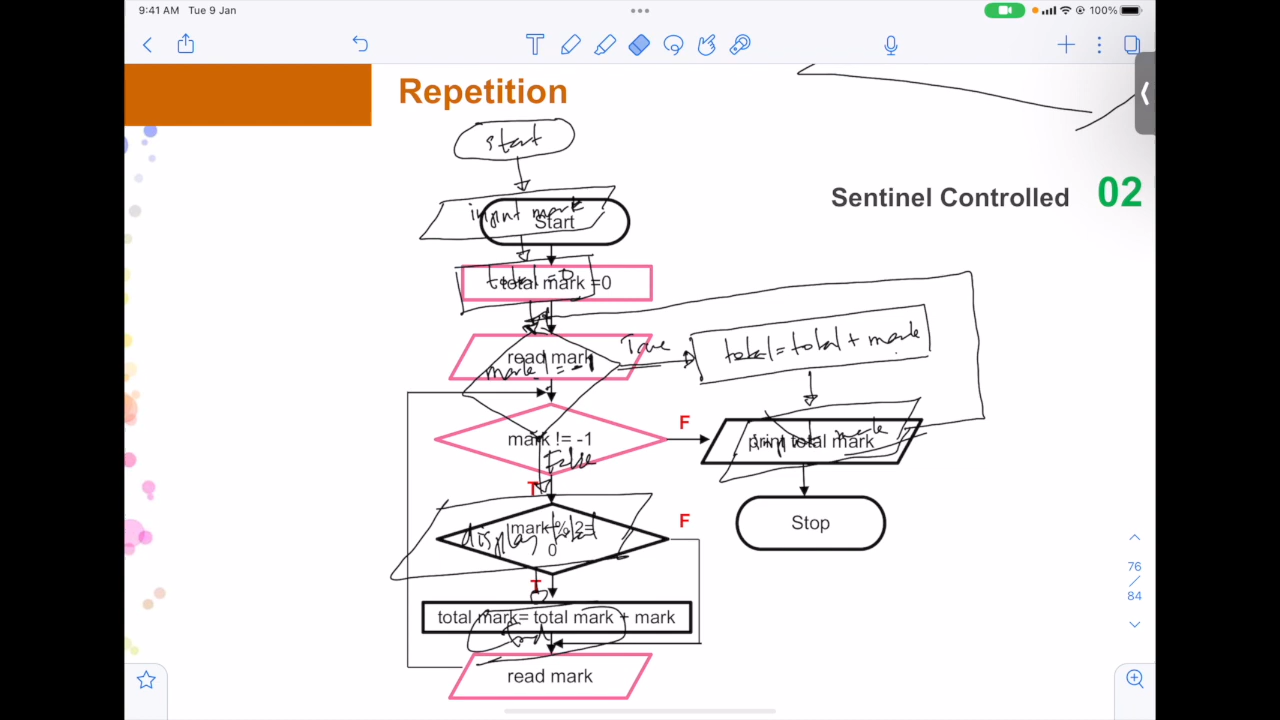 9:41 AM Tue 9 Jan
100%
T
Repetition
start
Sentinel Controlled 02
input mark
Start
total = 0
total mark =0
True
total = total + mark
read mark
mark != -1
F
mark != -1
print total mark
mark
False
T
F
Stop
display total
mark%2=
0
76
/
84
T
total mark= total mark + mark
End
read mark